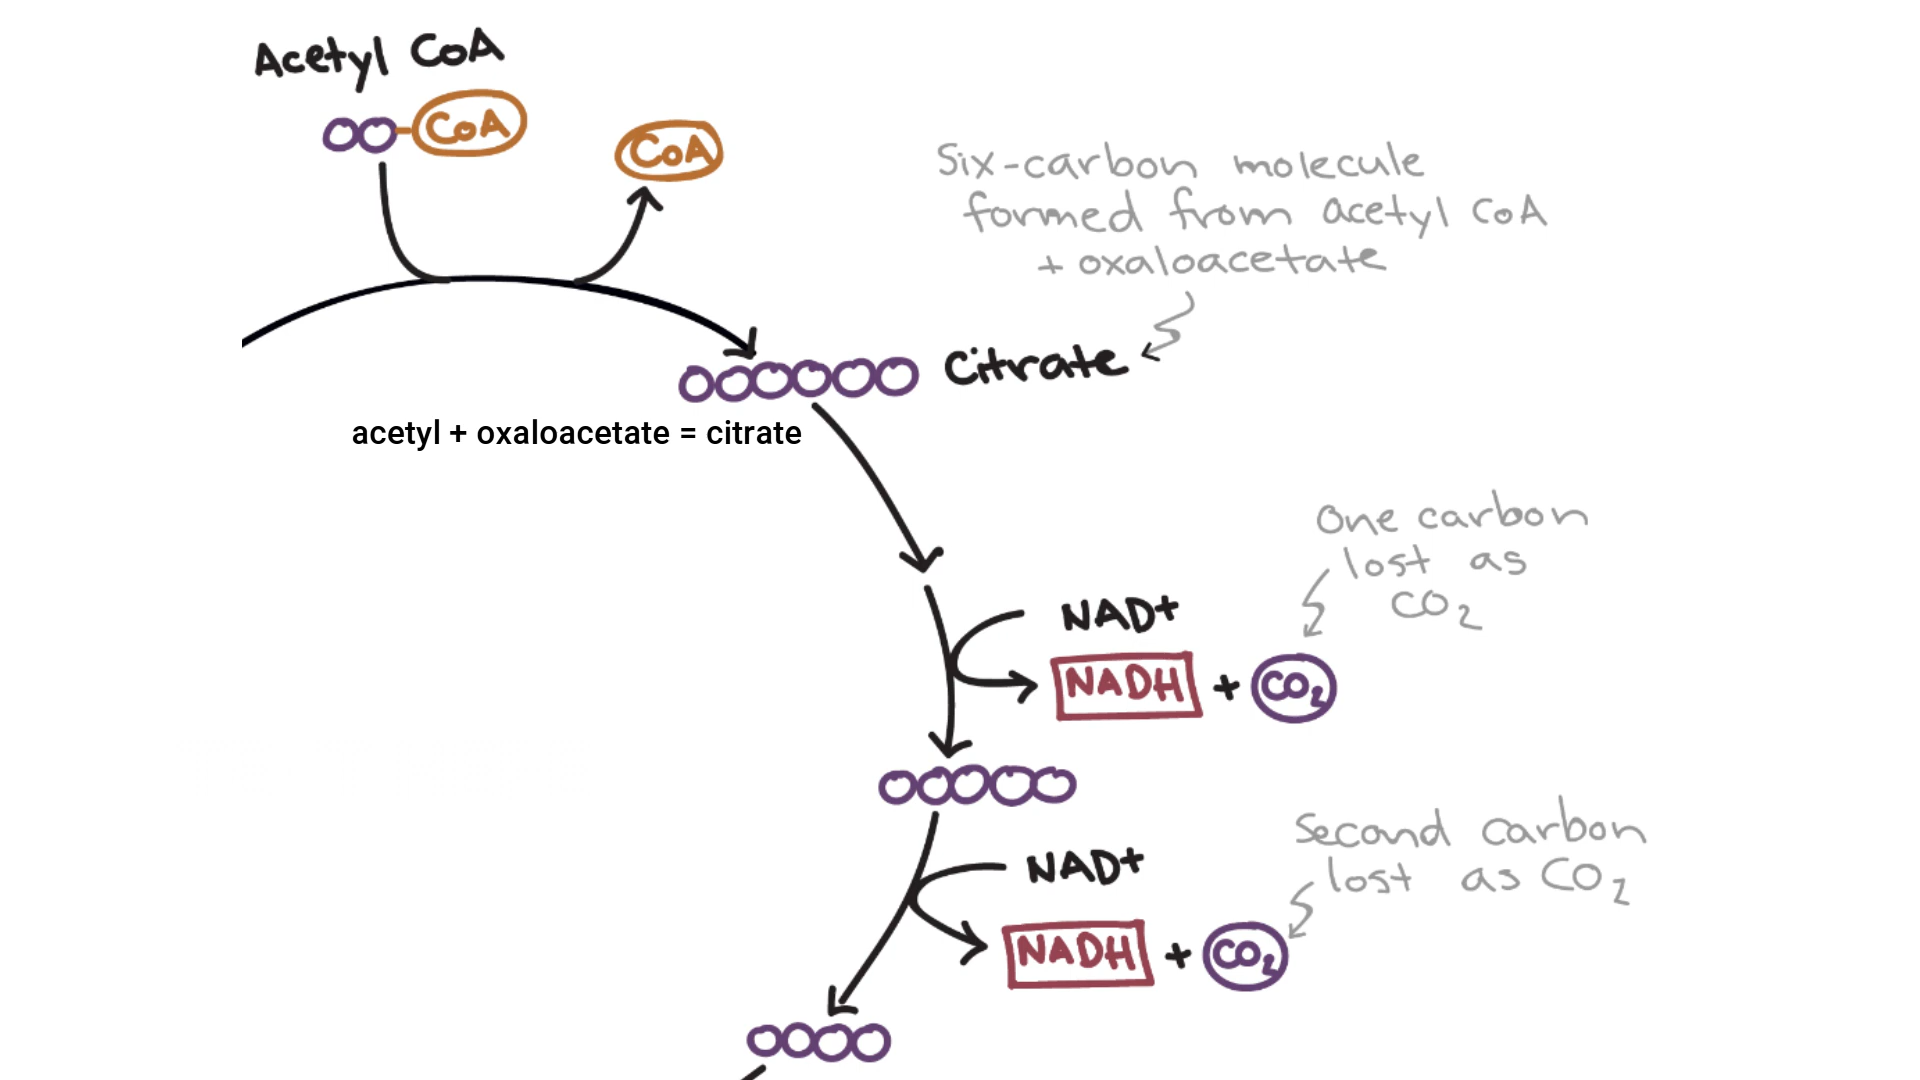 Acetyl CoA
CoA
CoA
Six-carbon molecule
formed from acetyl CoA
+ oxaloacetate
Citrate
acetyl + oxaloacetate = citrate
One carbon
lost as
CO2
NAD+
NADH + CO2
Second carbon
lost as CO2
NAD+
NADH + CO2